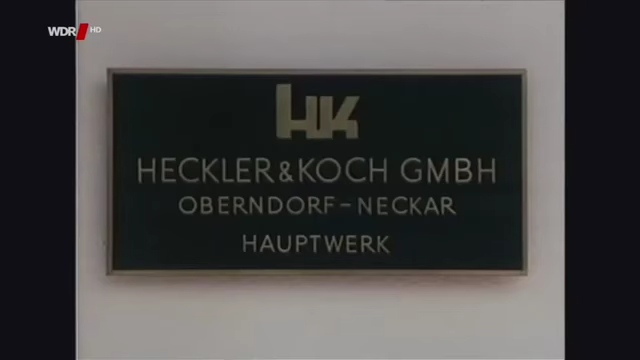 WDR HD
HK
HECKLER & KOCH GMBH
OBERNDORF-NECKAR
HAUPTWERK